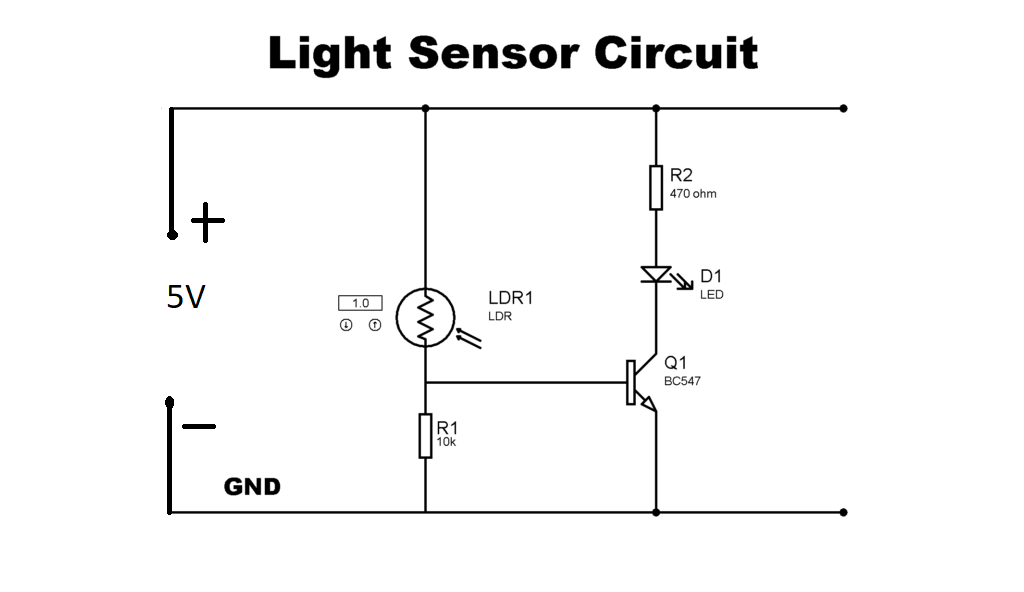 Light Sensor Circuit
R2
470 ohm
+
5V
D1
LED
1.0
LDR1
LDR
Q1
BC547
R1
10k
−
GND